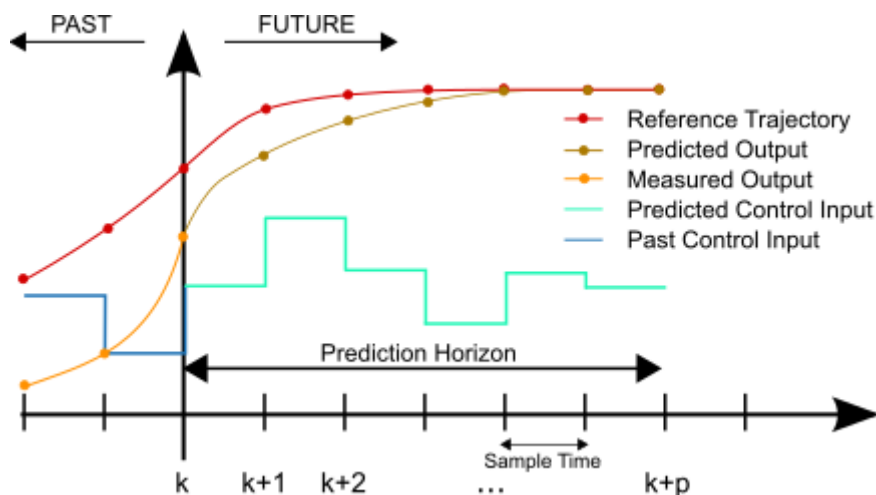 PAST
FUTURE
Reference Trajectory
Predicted Output
Measured Output
Predicted Control Input
Past Control Input
Prediction Horizon
Sample Time
k
k+1
k+2
...
k+p